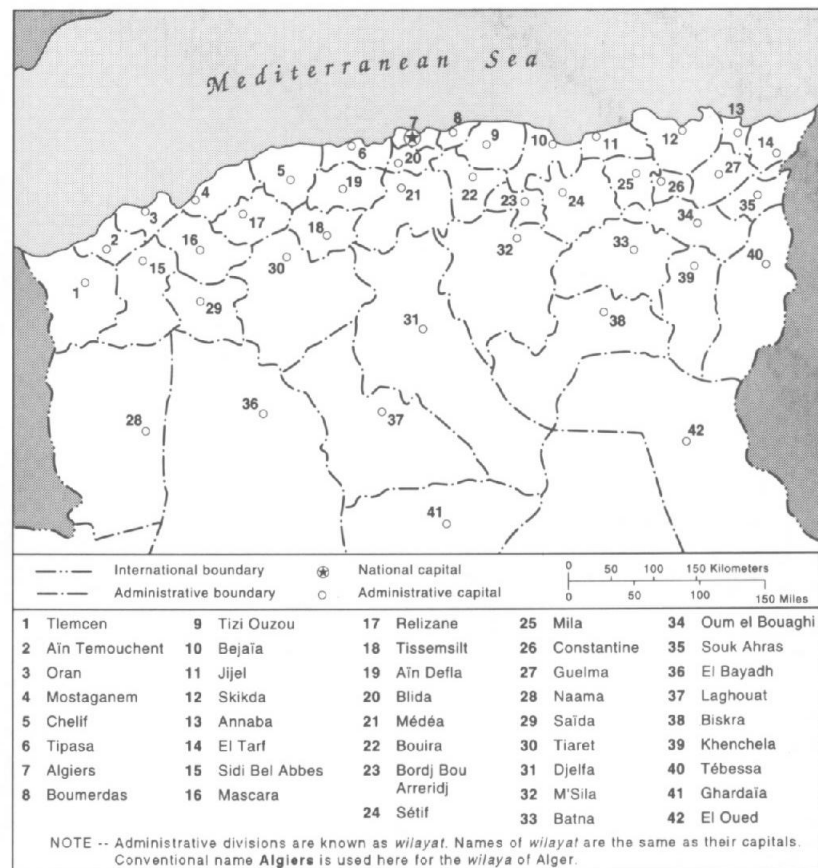 Mediterranean Sea
7
8
13
6
20
9
10
11
12
14
5
19
22
25
26
27
4
21
23
24
35
3
17
34
2
16
18
32
33
40
15
30
39
1
29
31
38
28
36
37
42
41
International boundary
Administrative boundary
National capital
Administrative capital
0 50 100 150 Kilometers
0 50 100 150 Miles
1 Tlemcen
2 Aïn Temouchent
3 Oran
4 Mostaganem
5 Chelif
6 Tipasa
7 Algiers
8 Boumerdas
9 Tizi Ouzou
10 Bejaïa
11 Jijel
12 Skikda
13 Annaba
14 El Tarf
15 Sidi Bel Abbes
16 Mascara
17 Relizane
18 Tissemsilt
19 Aïn Defla
20 Blida
21 Médéa
22 Bouira
23 Bordj Bou
Arreridj
24 Sétif
25 Mila
26 Constantine
27 Guelma
28 Naama
29 Saïda
30 Tiaret
31 Djelfa
32 M'Sila
33 Batna
34 Oum el Bouaghi
35 Souk Ahras
36 El Bayadh
37 Laghouat
38 Biskra
39 Khenchela
40 Tébessa
41 Ghardaïa
42 El Oued
NOTE -- Administrative divisions are known as wilayat. Names of wilayat are the same as their capitals.
Conventional name Algiers is used here for the wilaya of Alger.